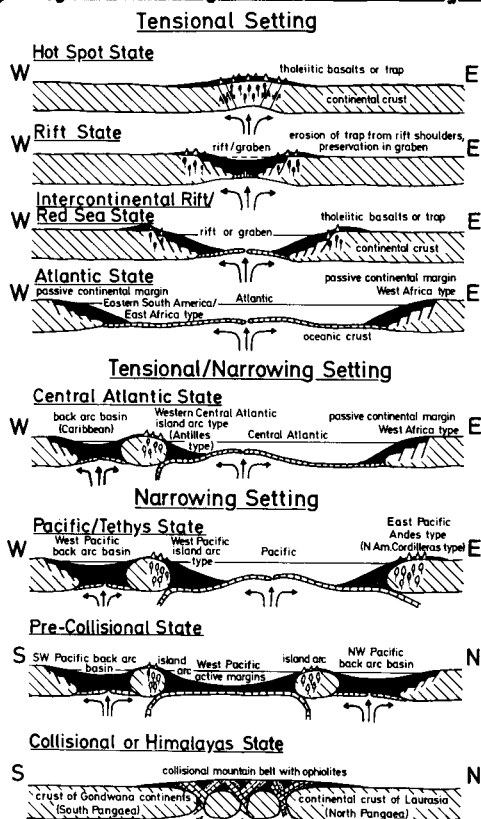 Tensional Setting
Hot Spot State
W
tholeiitic basalts or trap
E
continental crust
Rift State
W
rift/graben
erosion of trap from rift shoulders,
preservation in graben
E
Intercontinental Rift/
Red Sea State
W
rift or graben
tholeiitic basalts or trap
E
continental crust
Atlantic State
W
passive continental margin
Eastern South America/
East Africa type
Atlantic
passive continental margin
West Africa type
E
oceanic crust
Tensional/Narrowing Setting
Central Atlantic State
W
back arc basin
(Caribbean)
Western Central Atlantic
island arc type
(Antilles
type)
Central Atlantic
passive continental margin
West Africa type
E
Narrowing Setting
Pacific/Tethys State
W
West Pacific
back arc basin
West Pacific
island arc
type
Pacific
East Pacific
Andes type
(N Am.Cordilleras type)
E
Pre-Collisional State
S
SW Pacific back arc
basin
island
arc
West Pacific
active margins
island arc
NW Pacific
back arc basin
N
Collisional or Himalayas State
S
collisional mountain belt with ophiolites
N
crust of Gondwana continents
(South Pangaea)
continental crust of Laurasia
(North Pangaea)